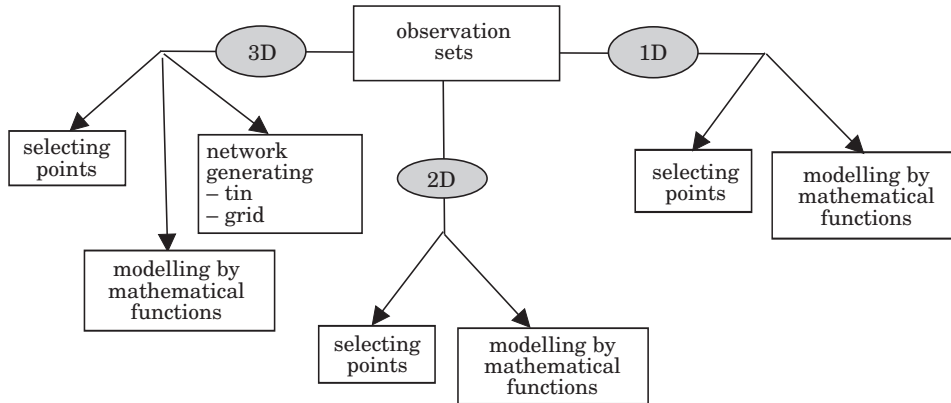 observation
sets
3D
1D
2D
selecting
points
network
generating
– tin
– grid
modelling by
mathematical
functions
selecting
points
modelling by
mathematical
functions
selecting
points
modelling by
mathematical
functions